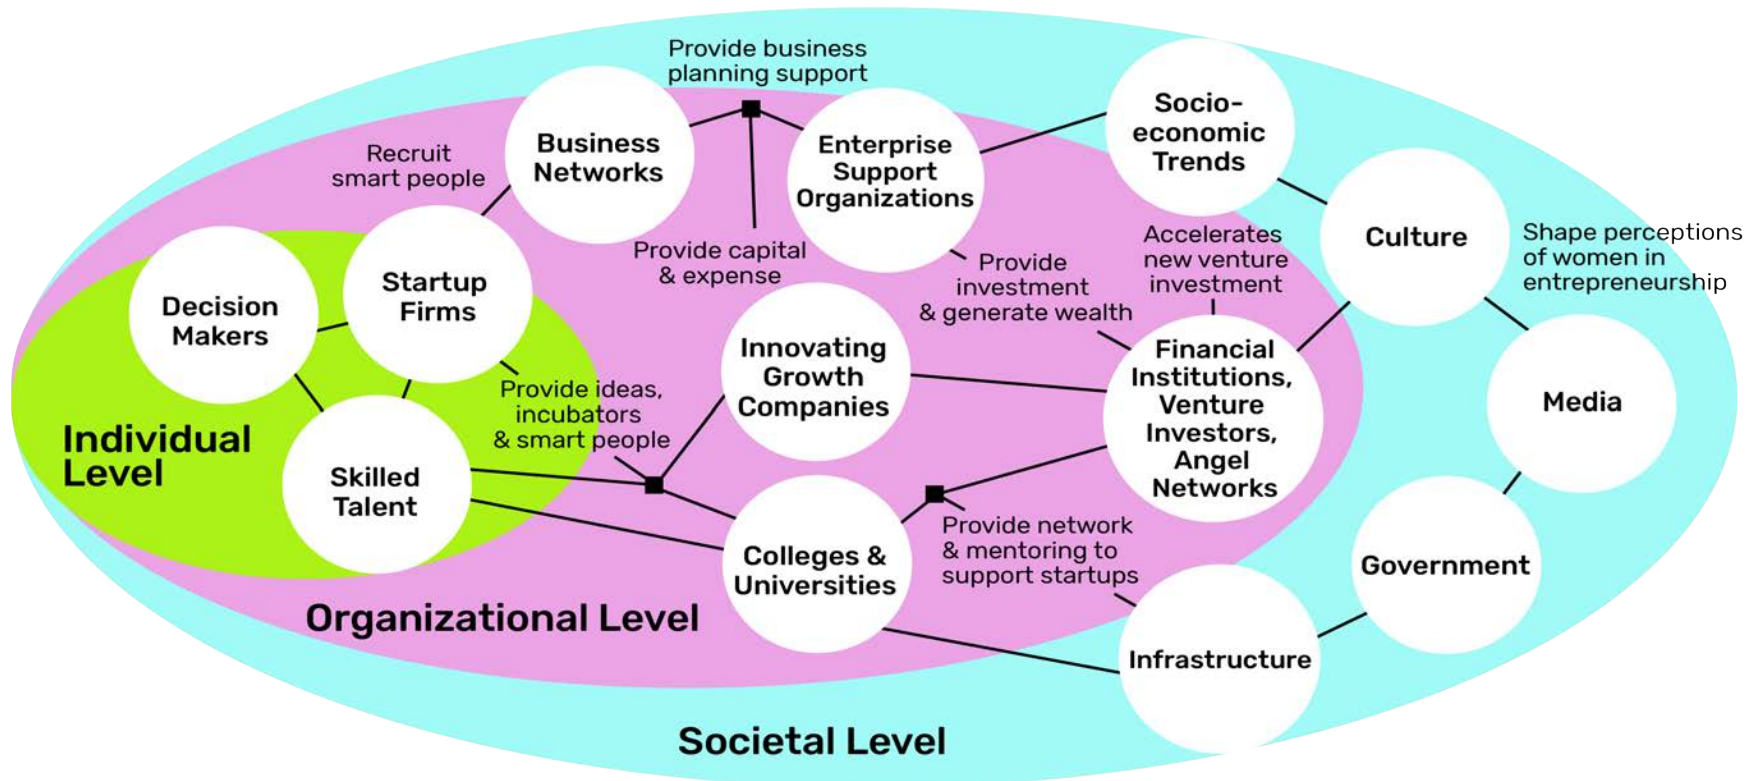 Provide business
planning support
Socio-
economic
Trends
Business
Networks
Enterprise
Support
Organizations
Recruit
smart people
Culture
Shape perceptions
of women in
entrepreneurship
Provide capital
& expense
Accelerates
new venture
investment
Provide
investment
& generate wealth
Decision
Makers
Startup
Firms
Innovating
Growth
Companies
Financial
Institutions,
Venture
Investors,
Angel
Networks
Media
Provide ideas,
incubators
& smart people
Individual
Level
Skilled
Talent
Colleges &
Universities
Provide network
& mentoring to
support startups
Government
Organizational Level
Infrastructure
Societal Level